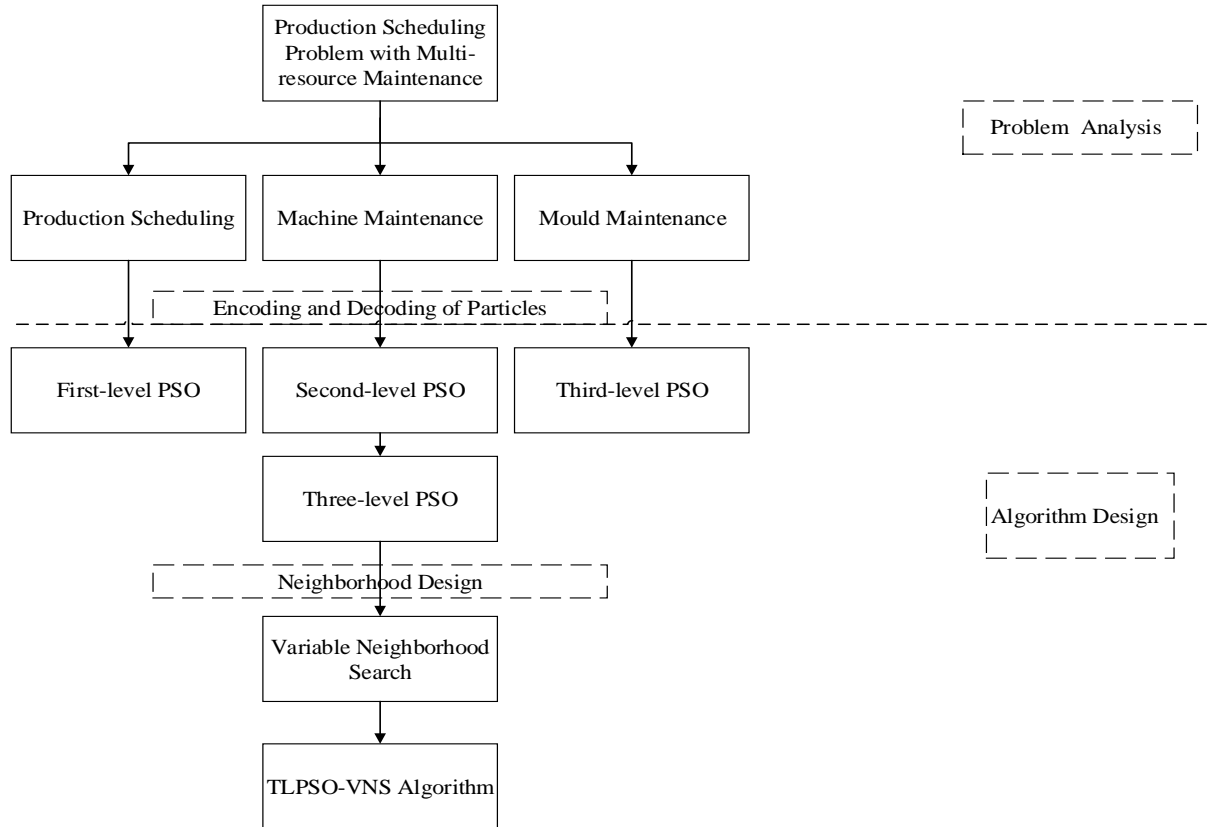 Production Scheduling
Problem with Multi-
resource Maintenance
Problem Analysis
Production Scheduling
Machine Maintenance
Mould Maintenance
Encoding and Decoding of Particles
First-level PSO
Second-level PSO
Third-level PSO
Three-level PSO
Algorithm Design
Neighborhood Design
Variable Neighborhood
Search
TLPSO-VNS Algorithm